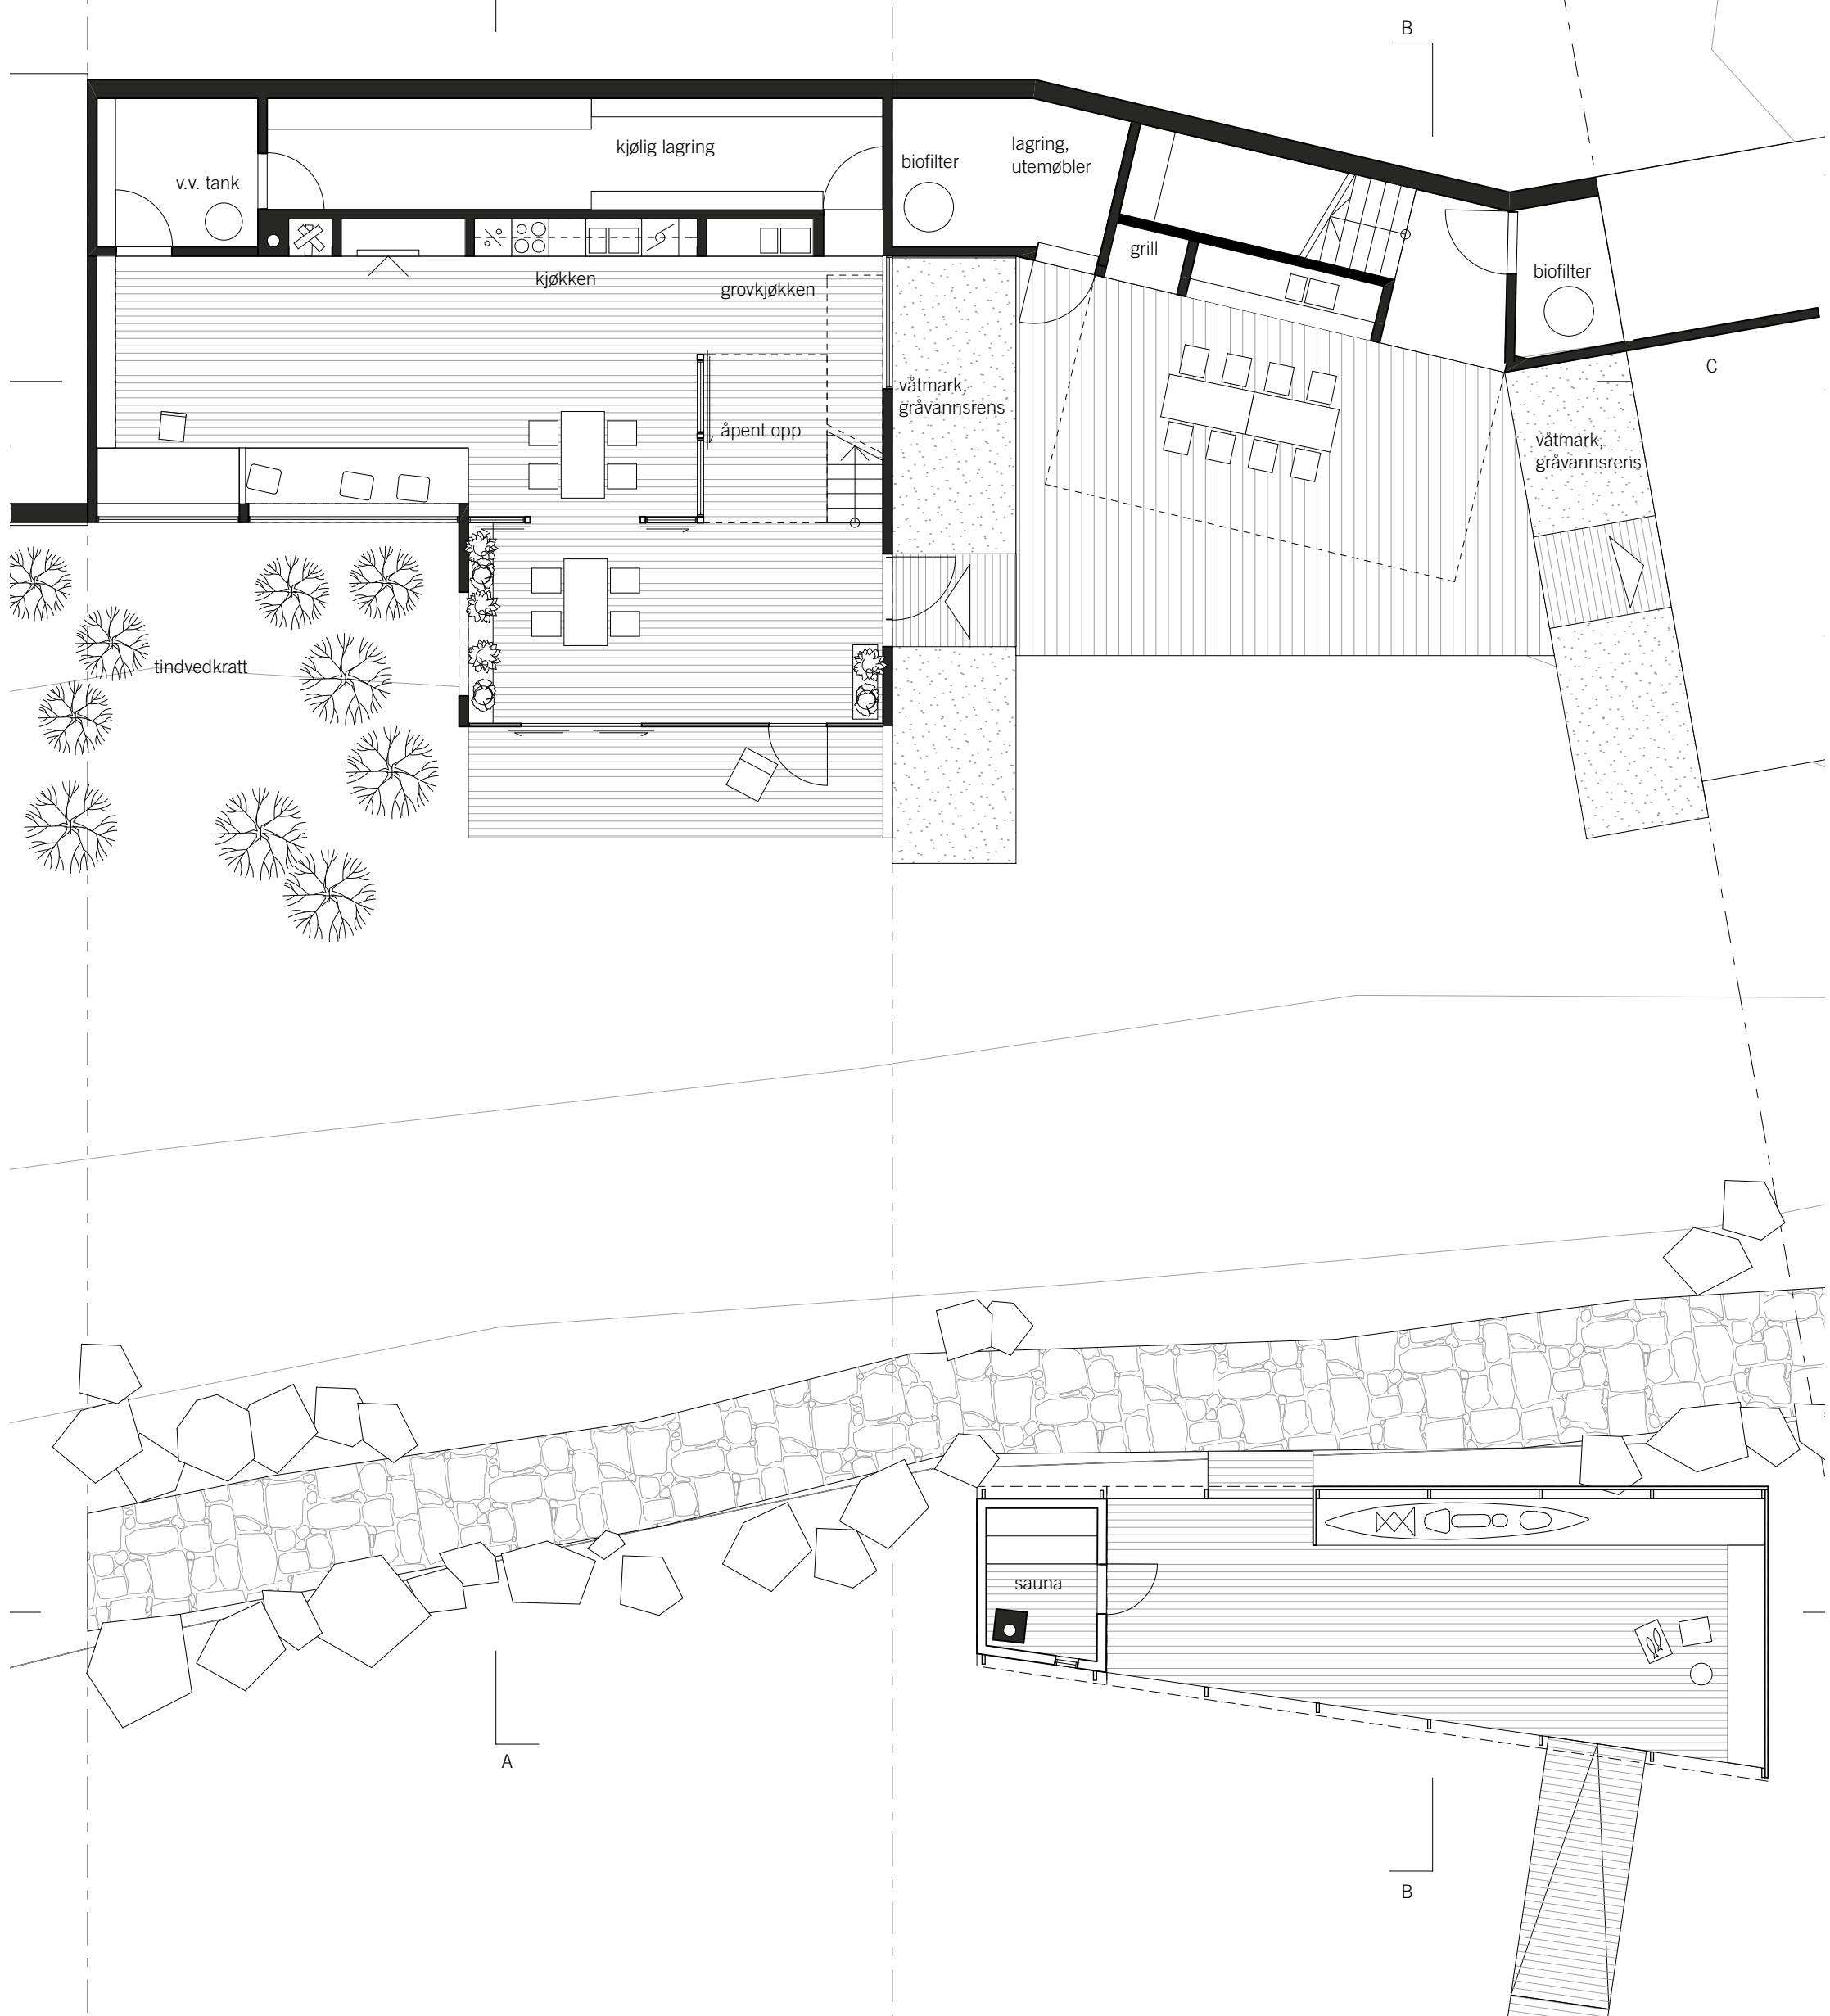 B
kjølig lagring
lagring,
utemøbler
biofilter
v.v. tank
grill
biofilter
kjøkken
grovkjøkken
C
våtmark,
gråvannsrens
åpent opp
våtmark,
gråvannsrens
tindvedkratt
sauna
A
B